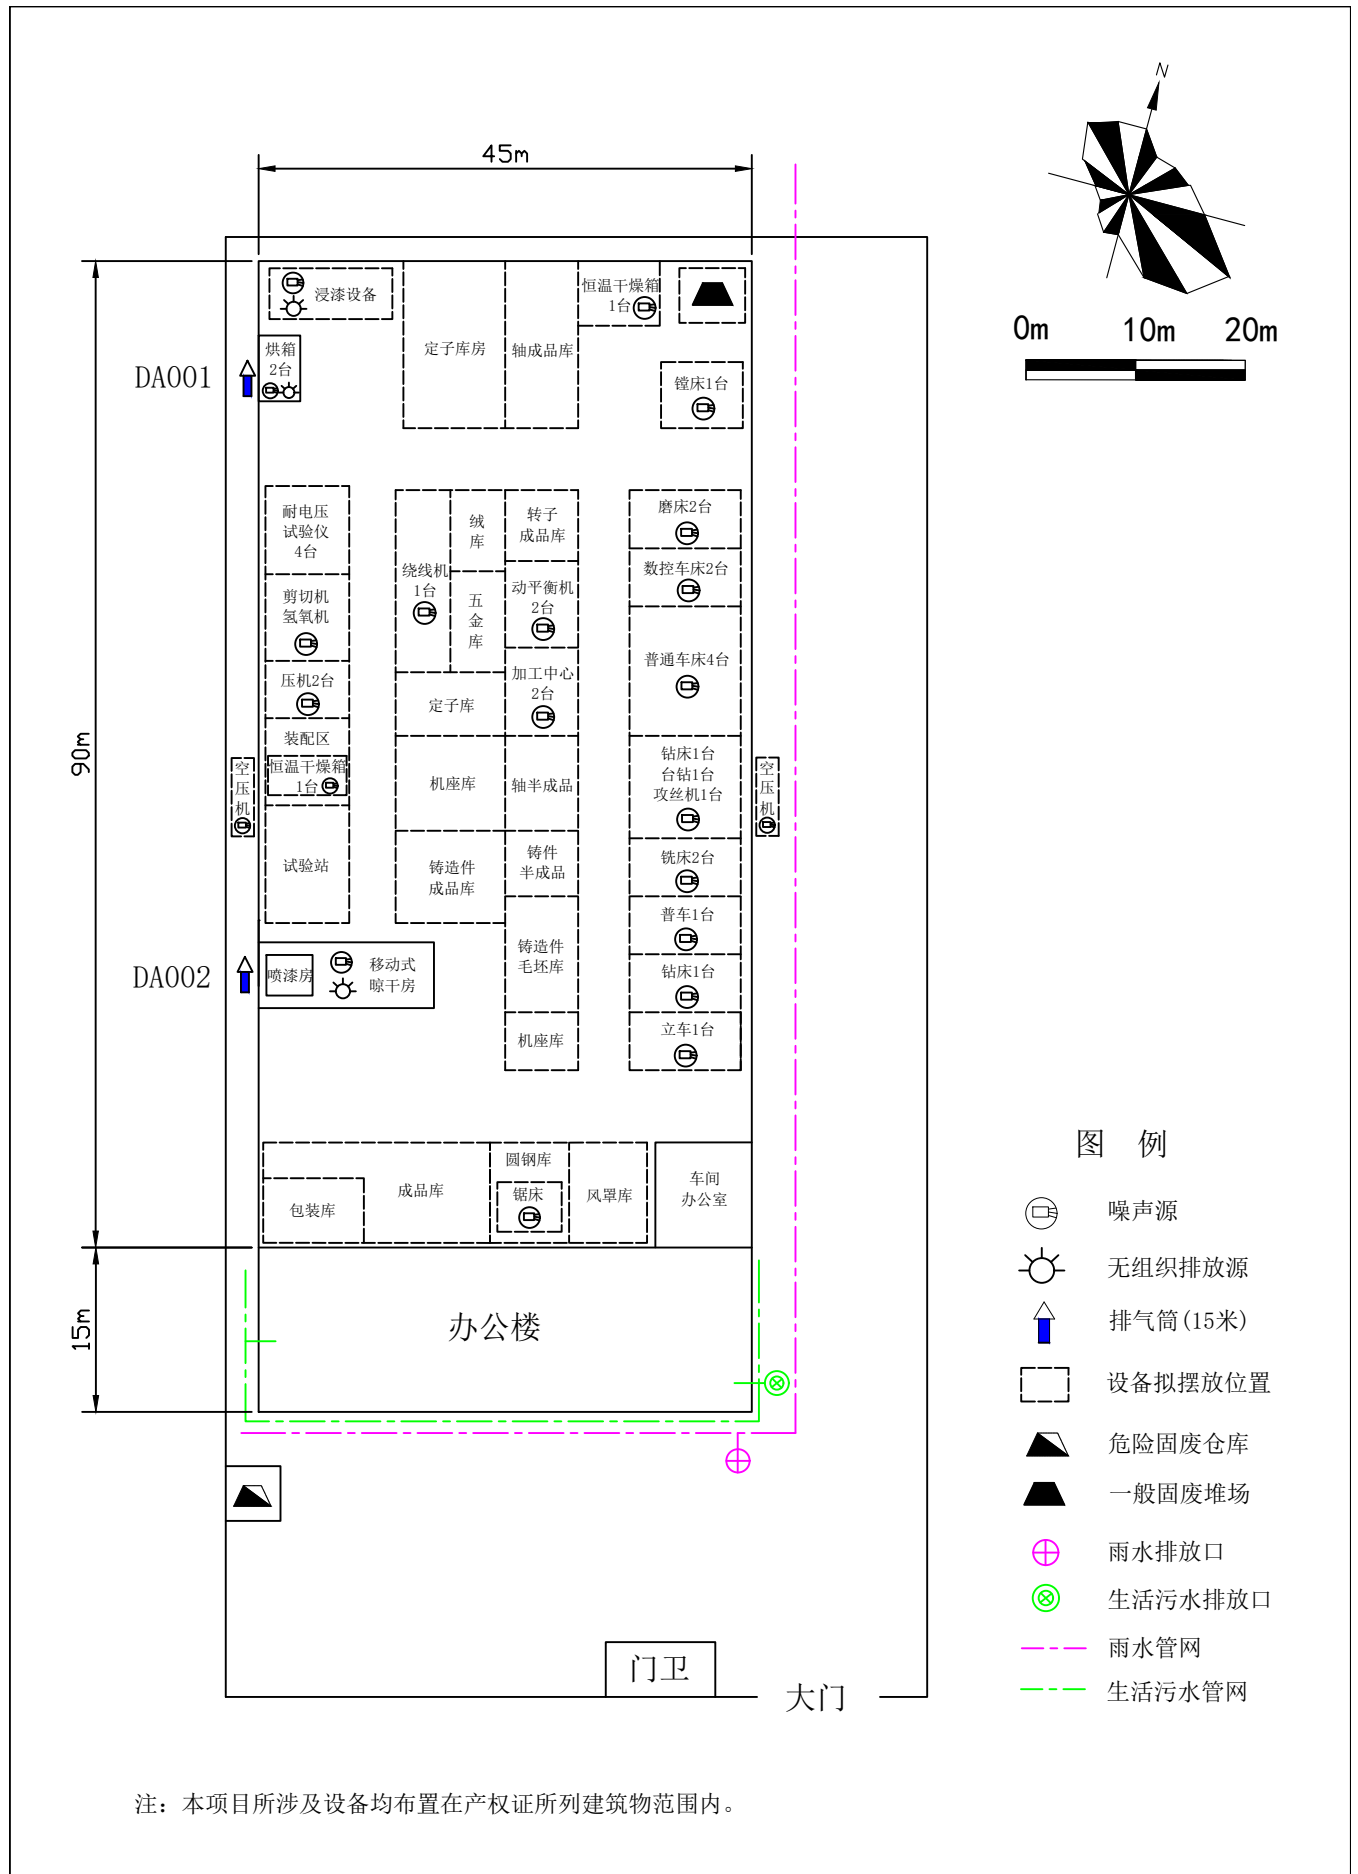 N
45m
0m
10m
20m
浸漆设备
恒温干燥箱
1台
烘箱
2台
定子库房
轴成品库
DA001
镗床1台
90m
耐电压
试验仪
4台
剪切机
氢氧机
压机2台
装配区
恒温干燥箱
1台
试验站
空
压
机
绕线机
1台
绒
库
五
金
库
转子
成品库
动平衡机
2台
加工中心
2台
定子库
机座库
轴半成品
铸造件
成品库
铸件
半成品
铸造件
毛坯库
机座库
磨床2台
数控车床2台
普通车床4台
钻床1台
台钻1台
攻丝机1台
铣床2台
普车1台
钻床1台
立车1台
空
压
机
DA002
喷漆房
移动式
晾干房
包装库
成品库
圆钢库
锯床
风罩库
车间
办公室
15m
办公楼
门卫
大门
图 例
噪声源
无组织排放源
排气筒(15米)
设备拟摆放位置
危险固废仓库
一般固废堆场
雨水排放口
生活污水排放口
雨水管网
生活污水管网
注：本项目所涉及设备均布置在产权证所列建筑物范围内。